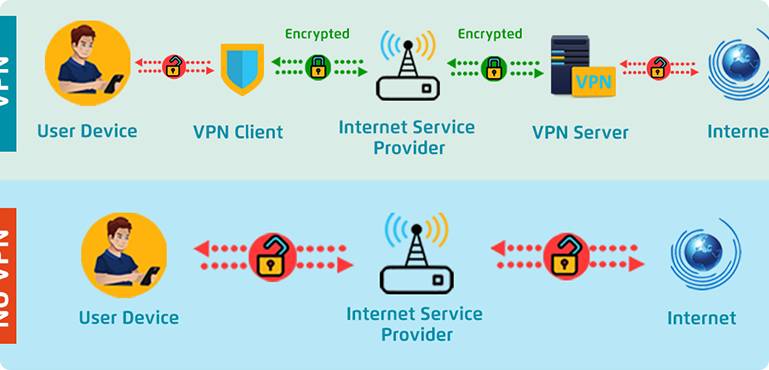 VPN
Encrypted
Encrypted
VPN
User Device
VPN Client
Internet Service
Provider
VPN Server
Interne
NO VPN
User Device
Internet Service
Provider
Internet